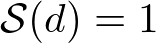 𝒮(d) = 1